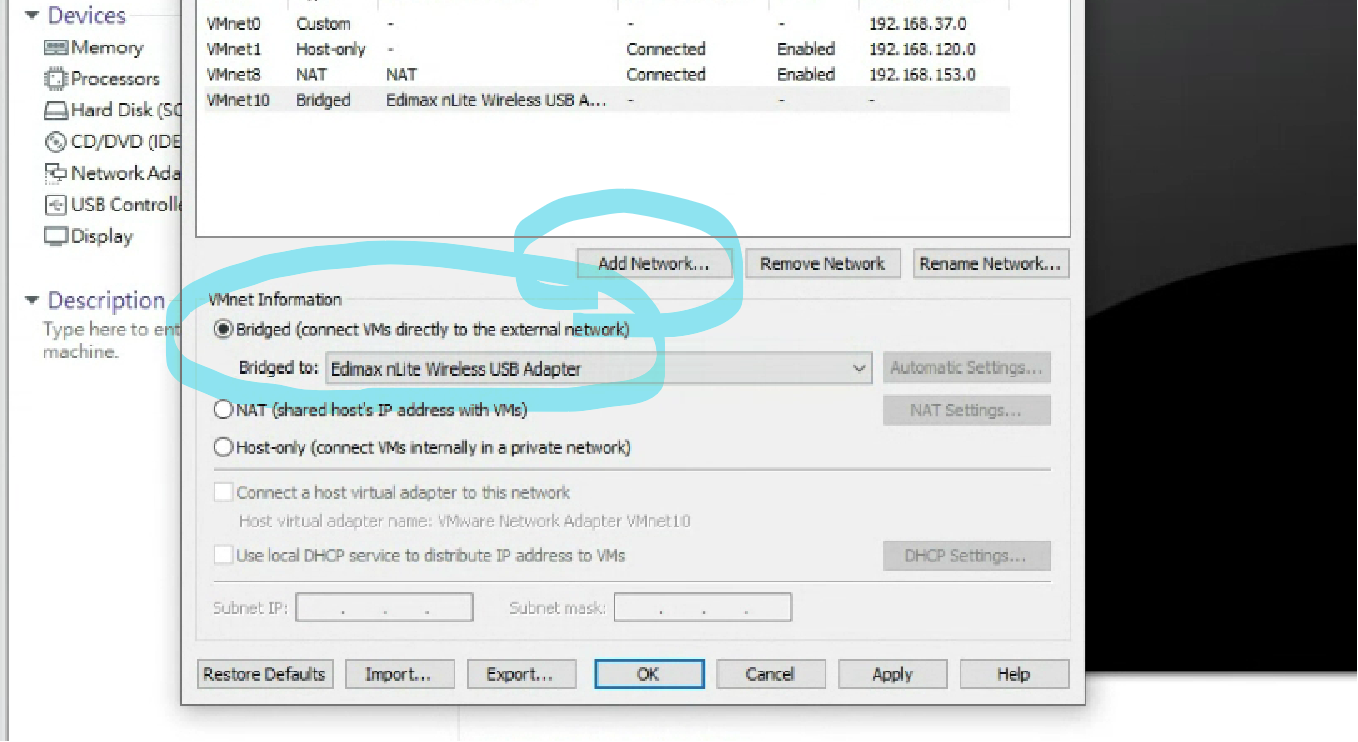 Devices
Memory
Processors
Hard Disk (SC
CD/DVD (IDE
Network Ada
USB Controlle
Display
Description
Type here to ent
machine.
VMnet0 Custom - - - 192.168.37.0
VMnet1 Host-only - Connected Enabled 192.168.120.0
VMnet8 NAT NAT Connected Enabled 192.168.153.0
VMnet10 Bridged Edimax nLite Wireless USB A... - - -
Add Network... Remove Network Rename Network...
VMnet Information
Bridged (connect VMs directly to the external network)
Bridged to: Edimax nLite Wireless USB Adapter Automatic Settings...
NAT (shared host's IP address with VMs) NAT Settings...
Host-only (connect VMs internally in a private network)
Connect a host virtual adapter to this network
Host virtual adapter name: VMware Network Adapter VMnet10
Use local DHCP service to distribute IP address to VMs DHCP Settings...
Subnet IP: . . . Subnet mask: . . .
Restore Defaults Import... Export... OK Cancel Apply Help